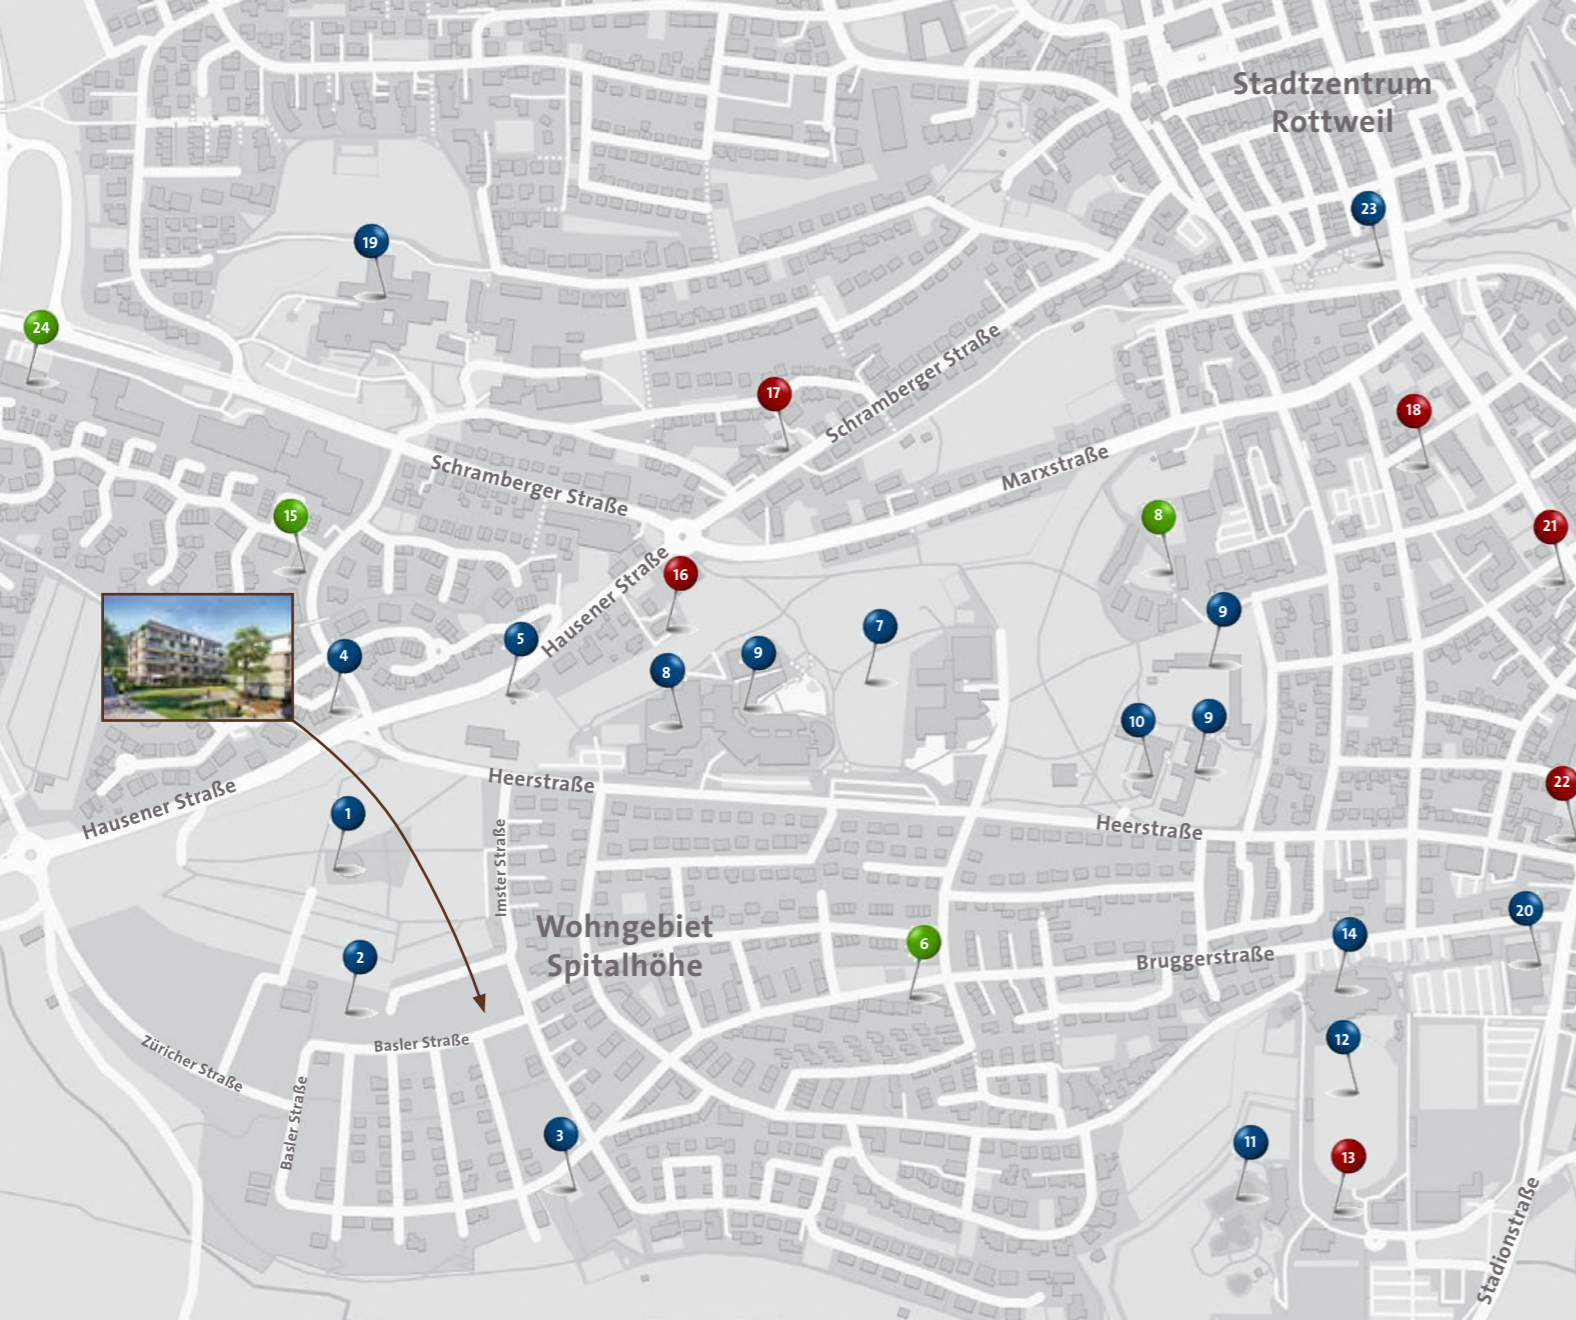 Stadtzentrum
Rottweil
23
19
24
Schramberger Straße
17
18
Marxstraße
Schramberger Straße
15
8
21
Hausener Straße
16
9
7
5
4
9
8
10
9
Heerstraße
22
Hausener Straße
1
Heerstraße
Imster Straße
20
Wohngebiet
Spitalhöhe
14
6
2
Bruggerstraße
12
Basler Straße
Züricher Straße
Basler Straße
3
11
13
Stadionstraße